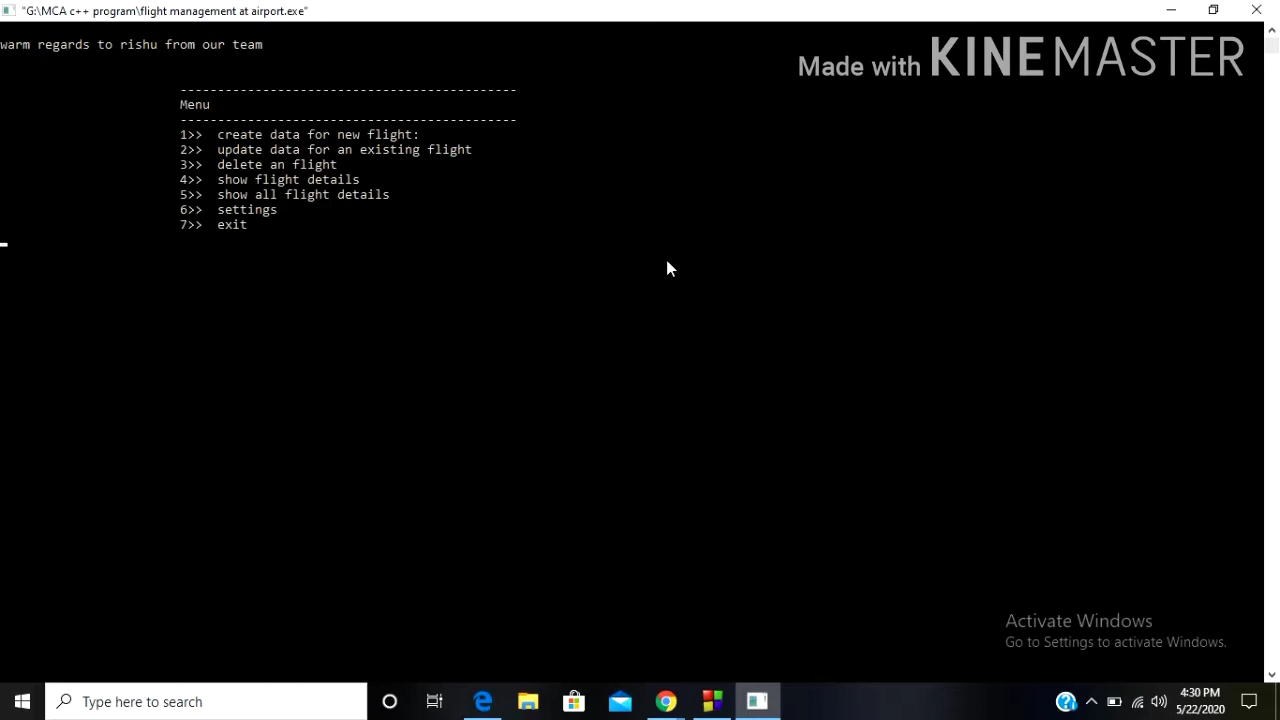 "G:\MCA c++ program\flight management at airport.exe"
warm regards to rishu from our team
Made with KINEMASTER
---------------------------------------------
Menu
---------------------------------------------
1>> create data for new flight:
2>> update data for an existing flight
3>> delete an flight
4>> show flight details
5>> show all flight details
6>> settings
7>> exit
Activate Windows
Go to Settings to activate Windows.
Type here to search
4:30 PM
5/22/2020